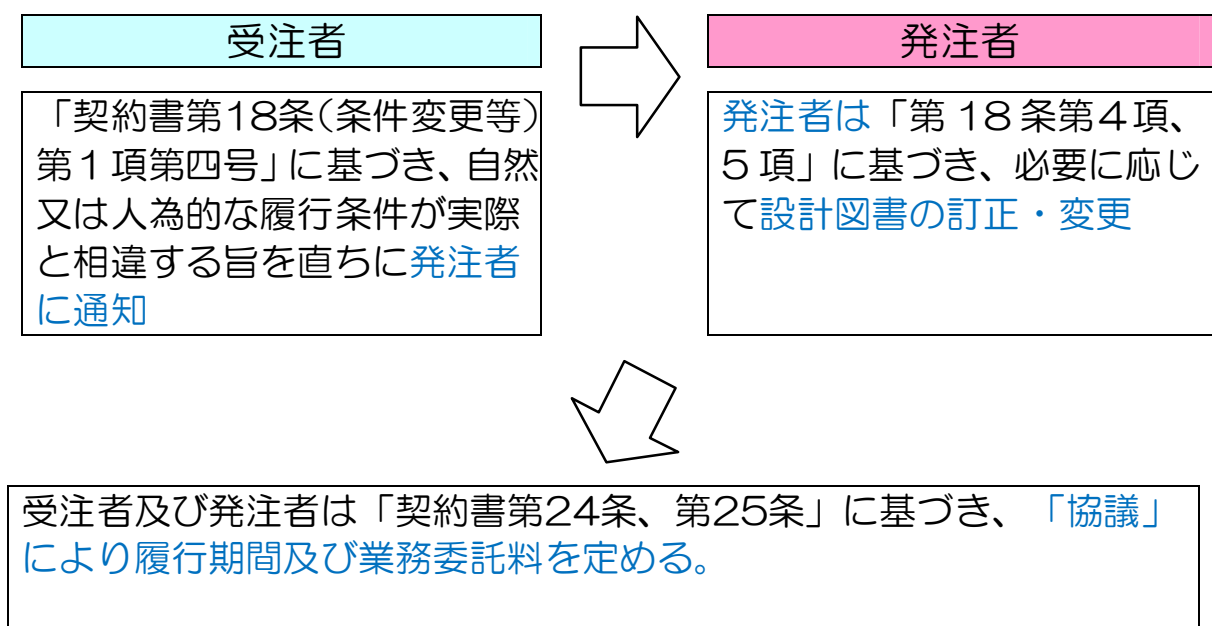 受注者
「契約書第18条(条件変更等)
第1項第四号」に基づき、自然
又は人為的な履行条件が実際
と相違する旨を直ちに発注者
に通知
発注者
発注者は「第18条第4項、
5項」に基づき、必要に応じ
て設計図書の訂正・変更
受注者及び発注者は「契約書第24条、第25条」に基づき、「協議」
により履行期間及び業務委託料を定める。